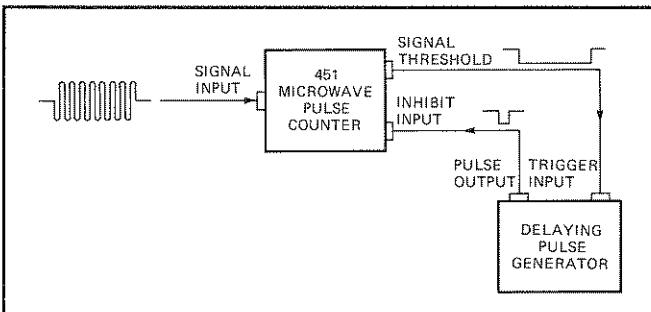 SIGNAL
INPUT
451
MICROWAVE
PULSE
COUNTER
SIGNAL
THRESHOLD
INHIBIT
INPUT
PULSE
OUTPUT
TRIGGER
INPUT
DELAYING
PULSE
GENERATOR